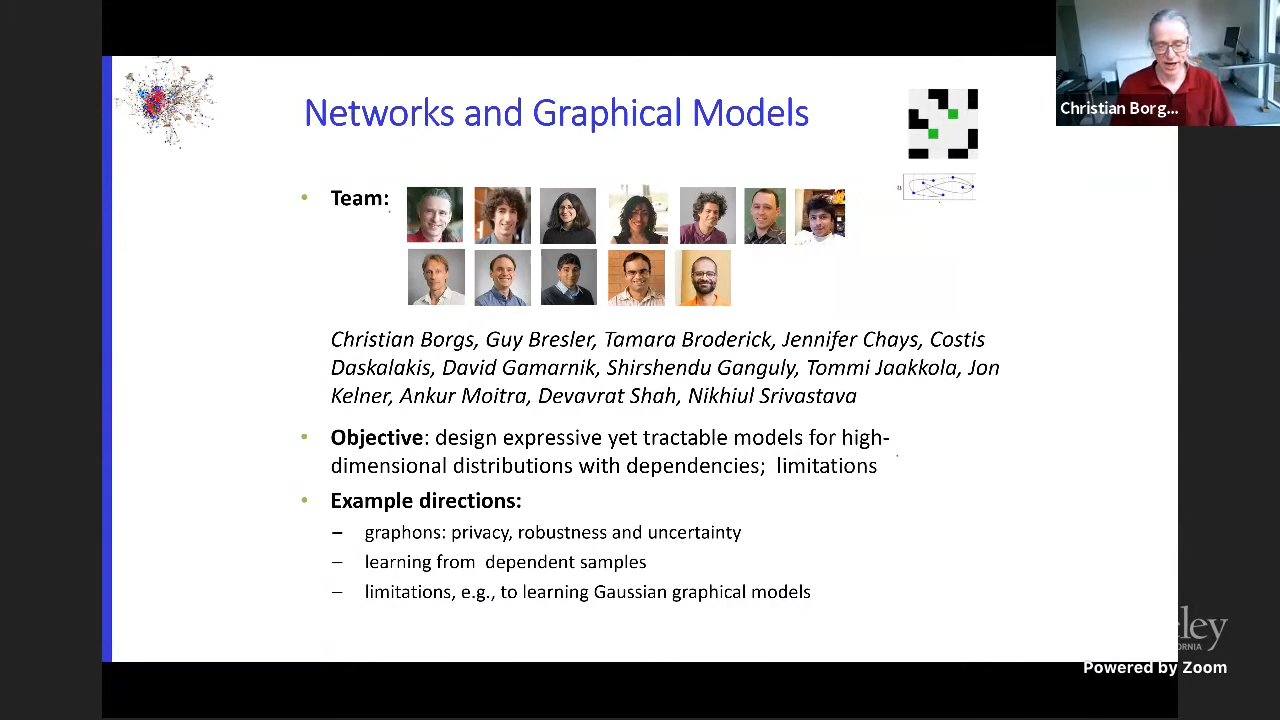 Networks and Graphical Models
Christian Borg...
• Team:
Christian Borgs, Guy Bresler, Tamara Broderick, Jennifer Chays, Costis
Daskalakis, David Gamarnik, Shirshendu Ganguly, Tommi Jaakkola, Jon
Kelner, Ankur Moitra, Devavrat Shah, Nikhiul Srivastava
• Objective: design expressive yet tractable models for high-
dimensional distributions with dependencies; limitations
• Example directions:
– graphons: privacy, robustness and uncertainty
– learning from dependent samples
– limitations, e.g., to learning Gaussian graphical models
eley
ORNIA
Powered by Zoom